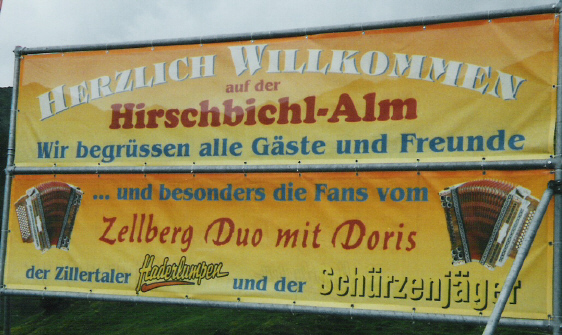 HERZLICH WILLKOMMEN
auf der
Hirschbichl-Alm
Wir begrüssen alle Gäste und Freunde
... und besonders die Fans vom
Zellberg Duo mit Doris
der Zillertaler Haderlumpen und der Schürzenjäger